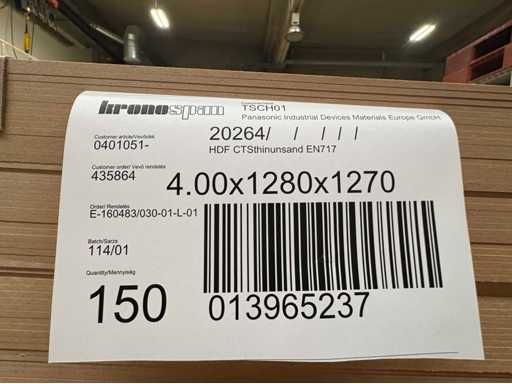 kronospan
TSCH01
Panasonic Industrial Devices Materials Europe GmbH
Customer article/Vevőcikk
0401051-
20264/ / / / /
HDF CTSthinunsand EN717
Customer order/ Vevő rendelés
435864
4.00x1280x1270
Order/ Rendelés
E-160483/030-01-L-01
Batch/Sarzs
114/01
Quantity/Mennyiség
150
013965237